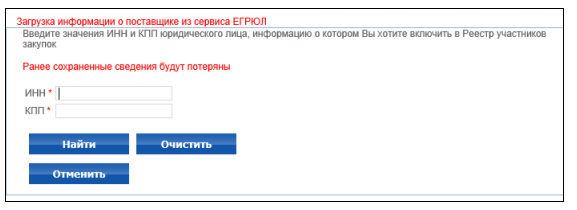 Загрузка информации о поставщике из сервиса ЕГРЮЛ
Введите значения ИНН и КПП юридического лица, информацию о котором Вы хотите включить в Реестр участников
закупок
Ранее сохраненные сведения будут потеряны
ИНН *
КПП *
Найти Очистить
Отменить